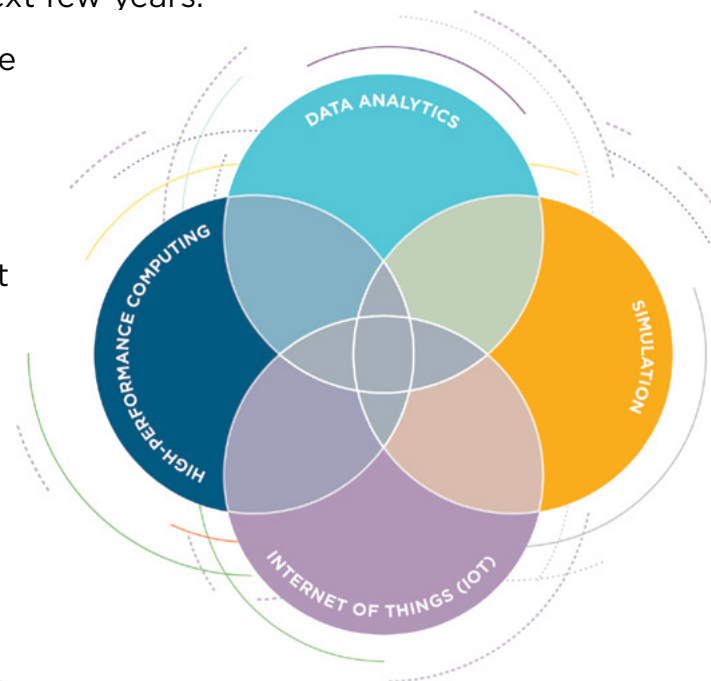 ext few years.
e
DATA ANALYTICS
HIGH-PERFORMANCE COMPUTING
t
SIMULATION
INTERNET OF THINGS (IOT)